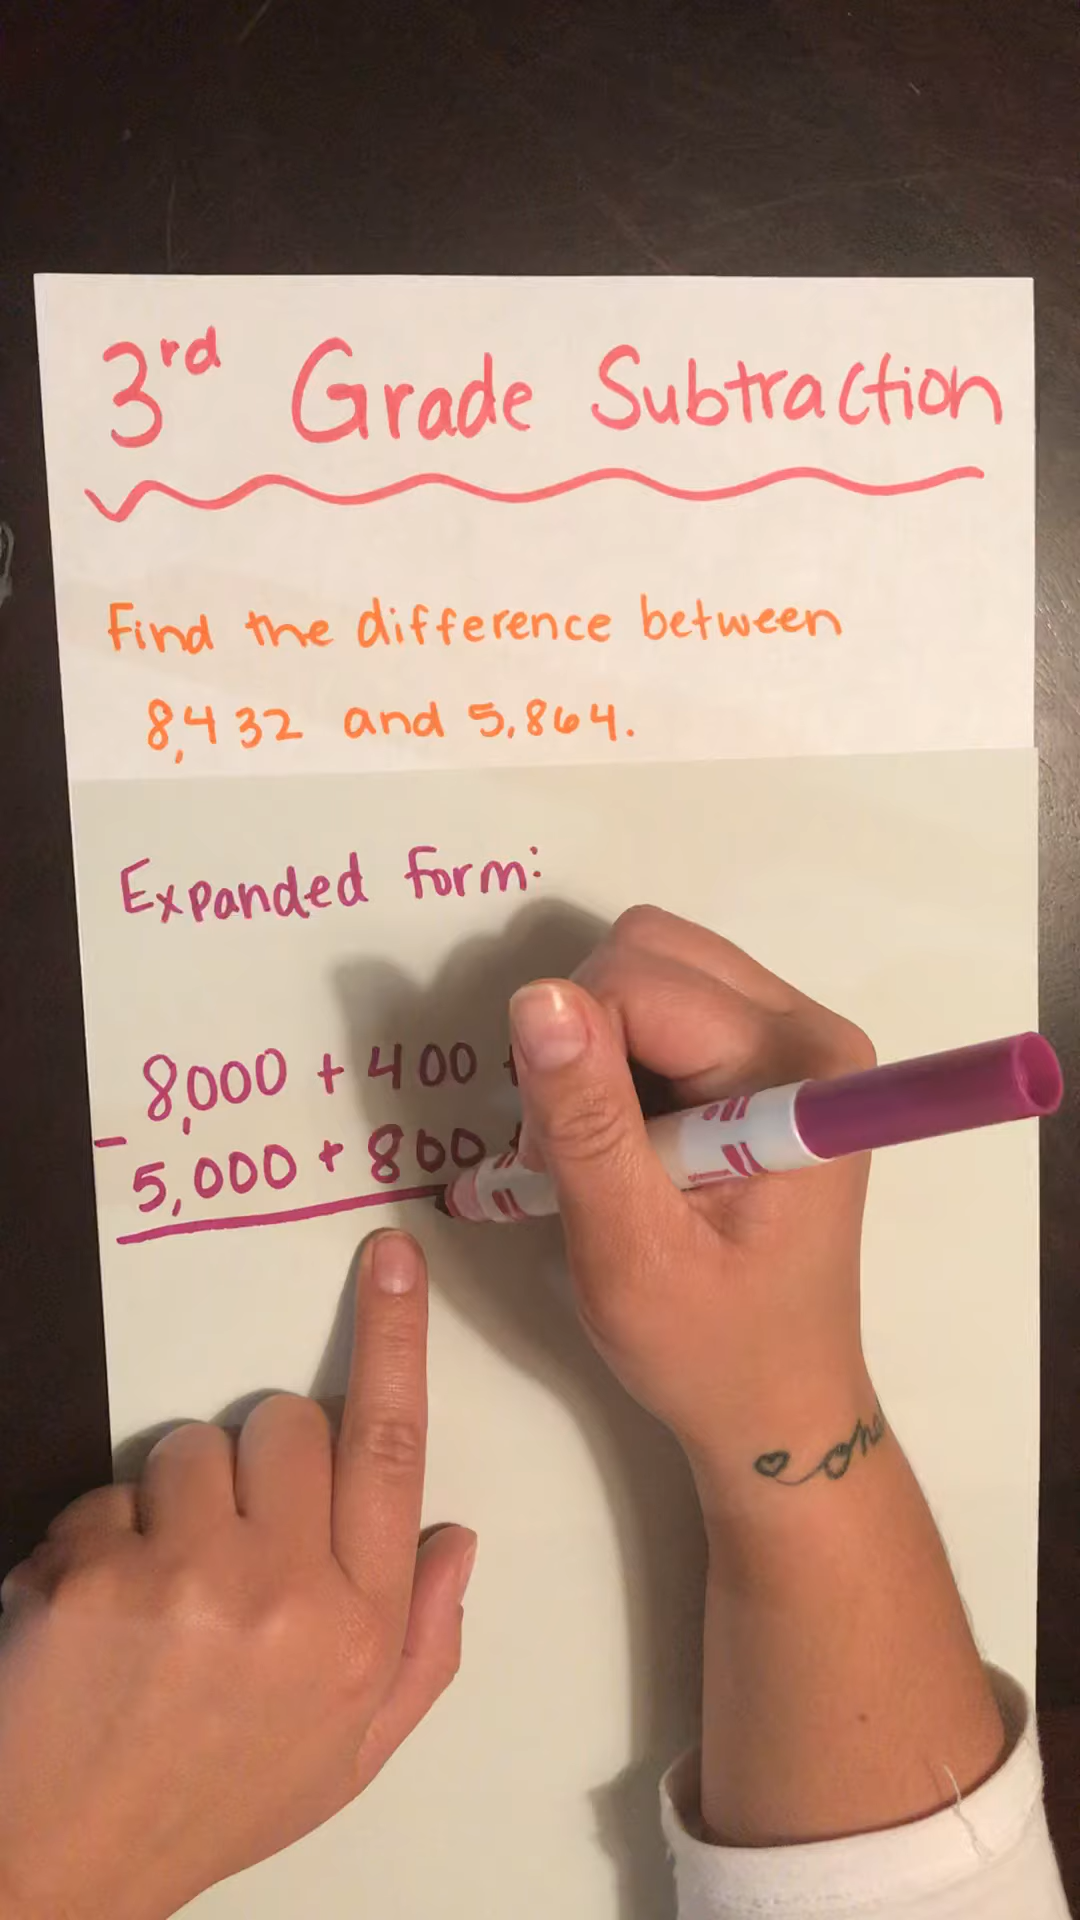 3rd Grade Subtraction
Find the difference between
8,432 and 5,864.
Expanded form:
8,000 + 400 +
- 5,000 + 800 +
one